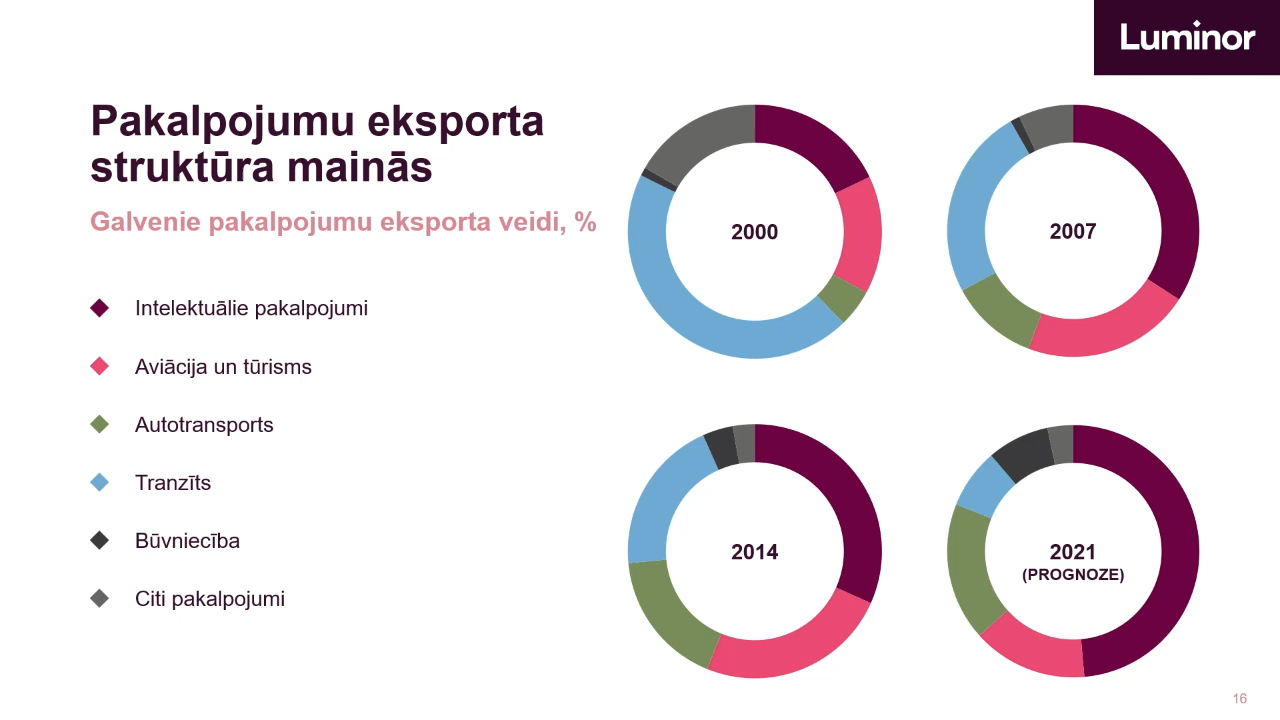 Luminor
Pakalpojumu eksporta
struktūra mainās
Galvenie pakalpojumu eksporta veidi, %
Intelektuālie pakalpojumi
Aviācija un tūrisms
Autotransports
Tranzīts
Būvniecība
Citi pakalpojumi
2000
2007
2014
2021
(PROGNOZE)
16